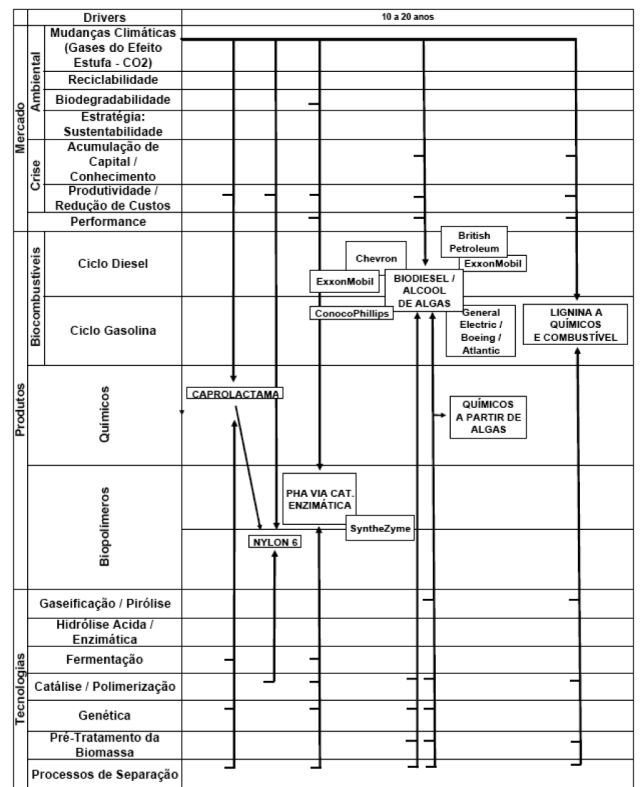 Drivers
10 a 20 anos
Mercado
Ambiental
Mudanças Climáticas
(Gases do Efeito
Estufa - CO2)
Reciclabilidade
Biodegradabilidade
Estratégia:
Sustentabilidade
Crise
Acumulação de
Capital /
Conhecimento
Produtividade /
Redução de Custos
Performance
Produtos
Biocombustíveis
Ciclo Diesel
British
Petroleum
Chevron
ExxonMobil
ExxonMobil
BIODIESEL /
ALCOOL
DE ALGAS
Ciclo Gasolina
ConocoPhillips
General
Electric /
Boeing /
Atlantic
LIGNINA A
QUÍMICOS
E COMBUSTÍVEL
Químicos
CAPROLACTAMA
QUÍMICOS
A PARTIR DE
ALGAS
Biopolímeros
PHA VIA CAT.
ENZIMÁTICA
SyntheZyme
NYLON 6
Tecnologias
Gaseificação / Pirólise
Hidrólise Acida /
Enzimática
Fermentação
Catálise / Polimerização
Genética
Pré-Tratamento da
Biomassa
Processos de Separação